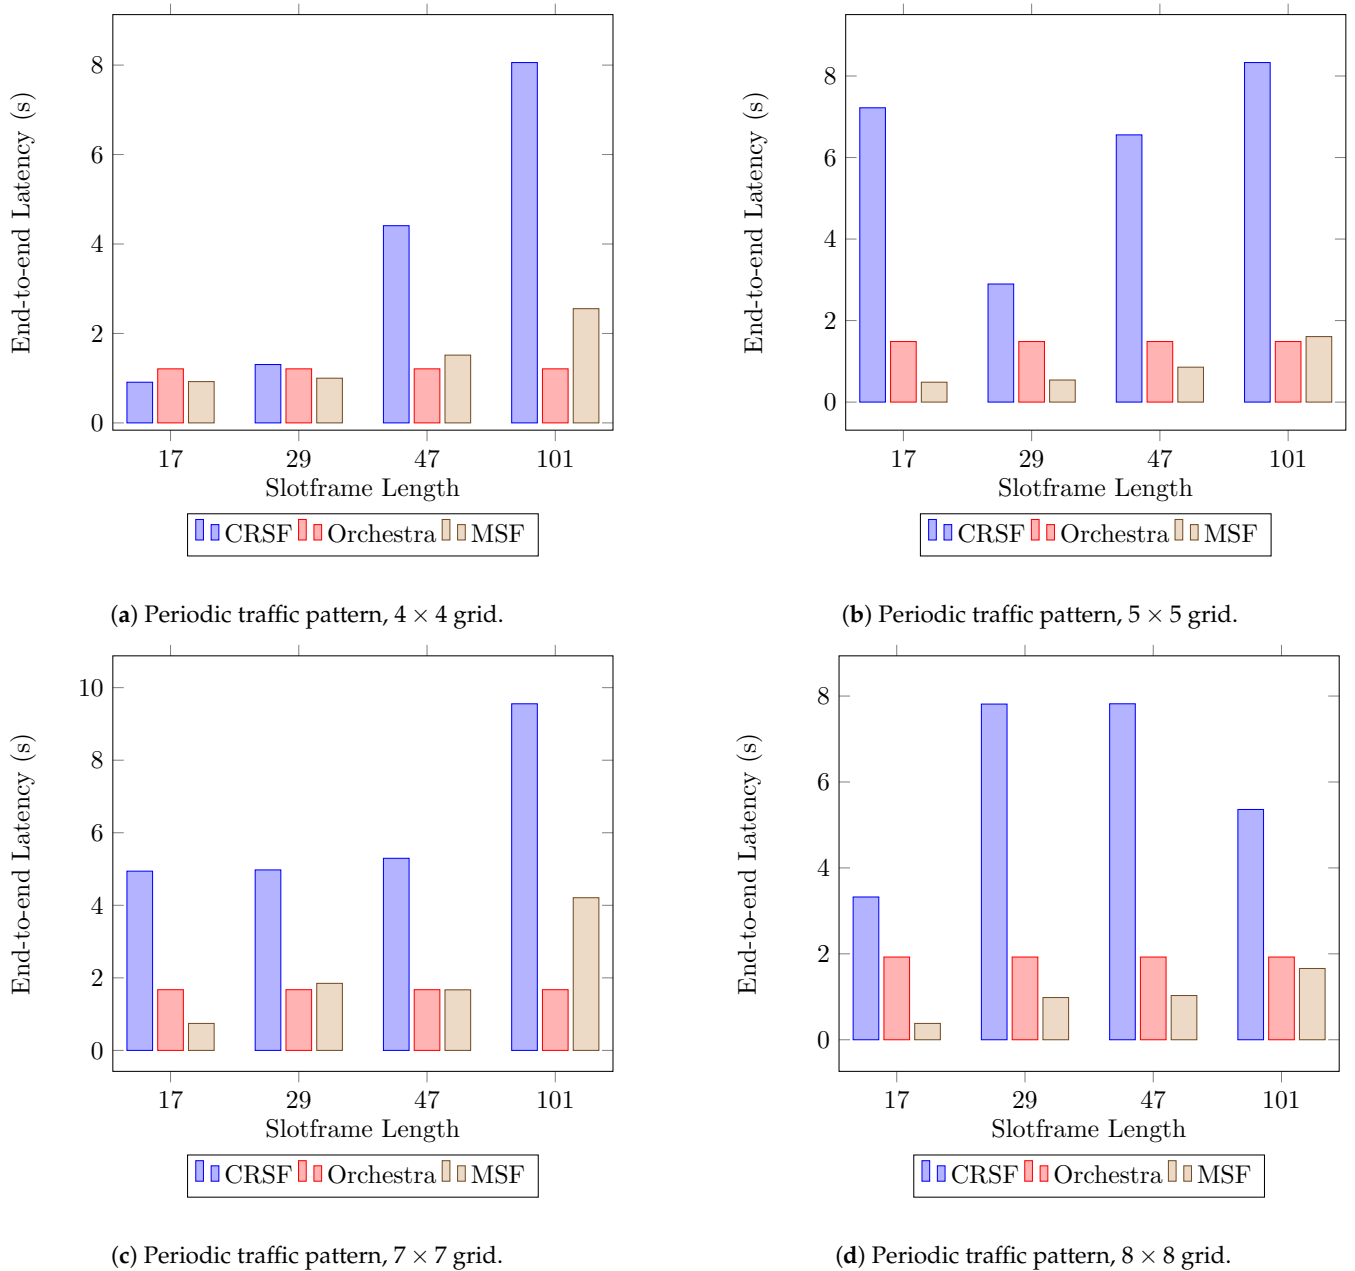 End-to-end Latency (s)
8
6
4
2
0
17 29 47 101
Slotframe Length
CRSF Orchestra MSF
(a) Periodic traffic pattern, 4 × 4 grid.
End-to-end Latency (s)
8
6
4
2
0
17 29 47 101
Slotframe Length
CRSF Orchestra MSF
(b) Periodic traffic pattern, 5 × 5 grid.
End-to-end Latency (s)
10
8
6
4
2
0
17 29 47 101
Slotframe Length
CRSF Orchestra MSF
(c) Periodic traffic pattern, 7 × 7 grid.
End-to-end Latency (s)
8
6
4
2
0
17 29 47 101
Slotframe Length
CRSF Orchestra MSF
(d) Periodic traffic pattern, 8 × 8 grid.